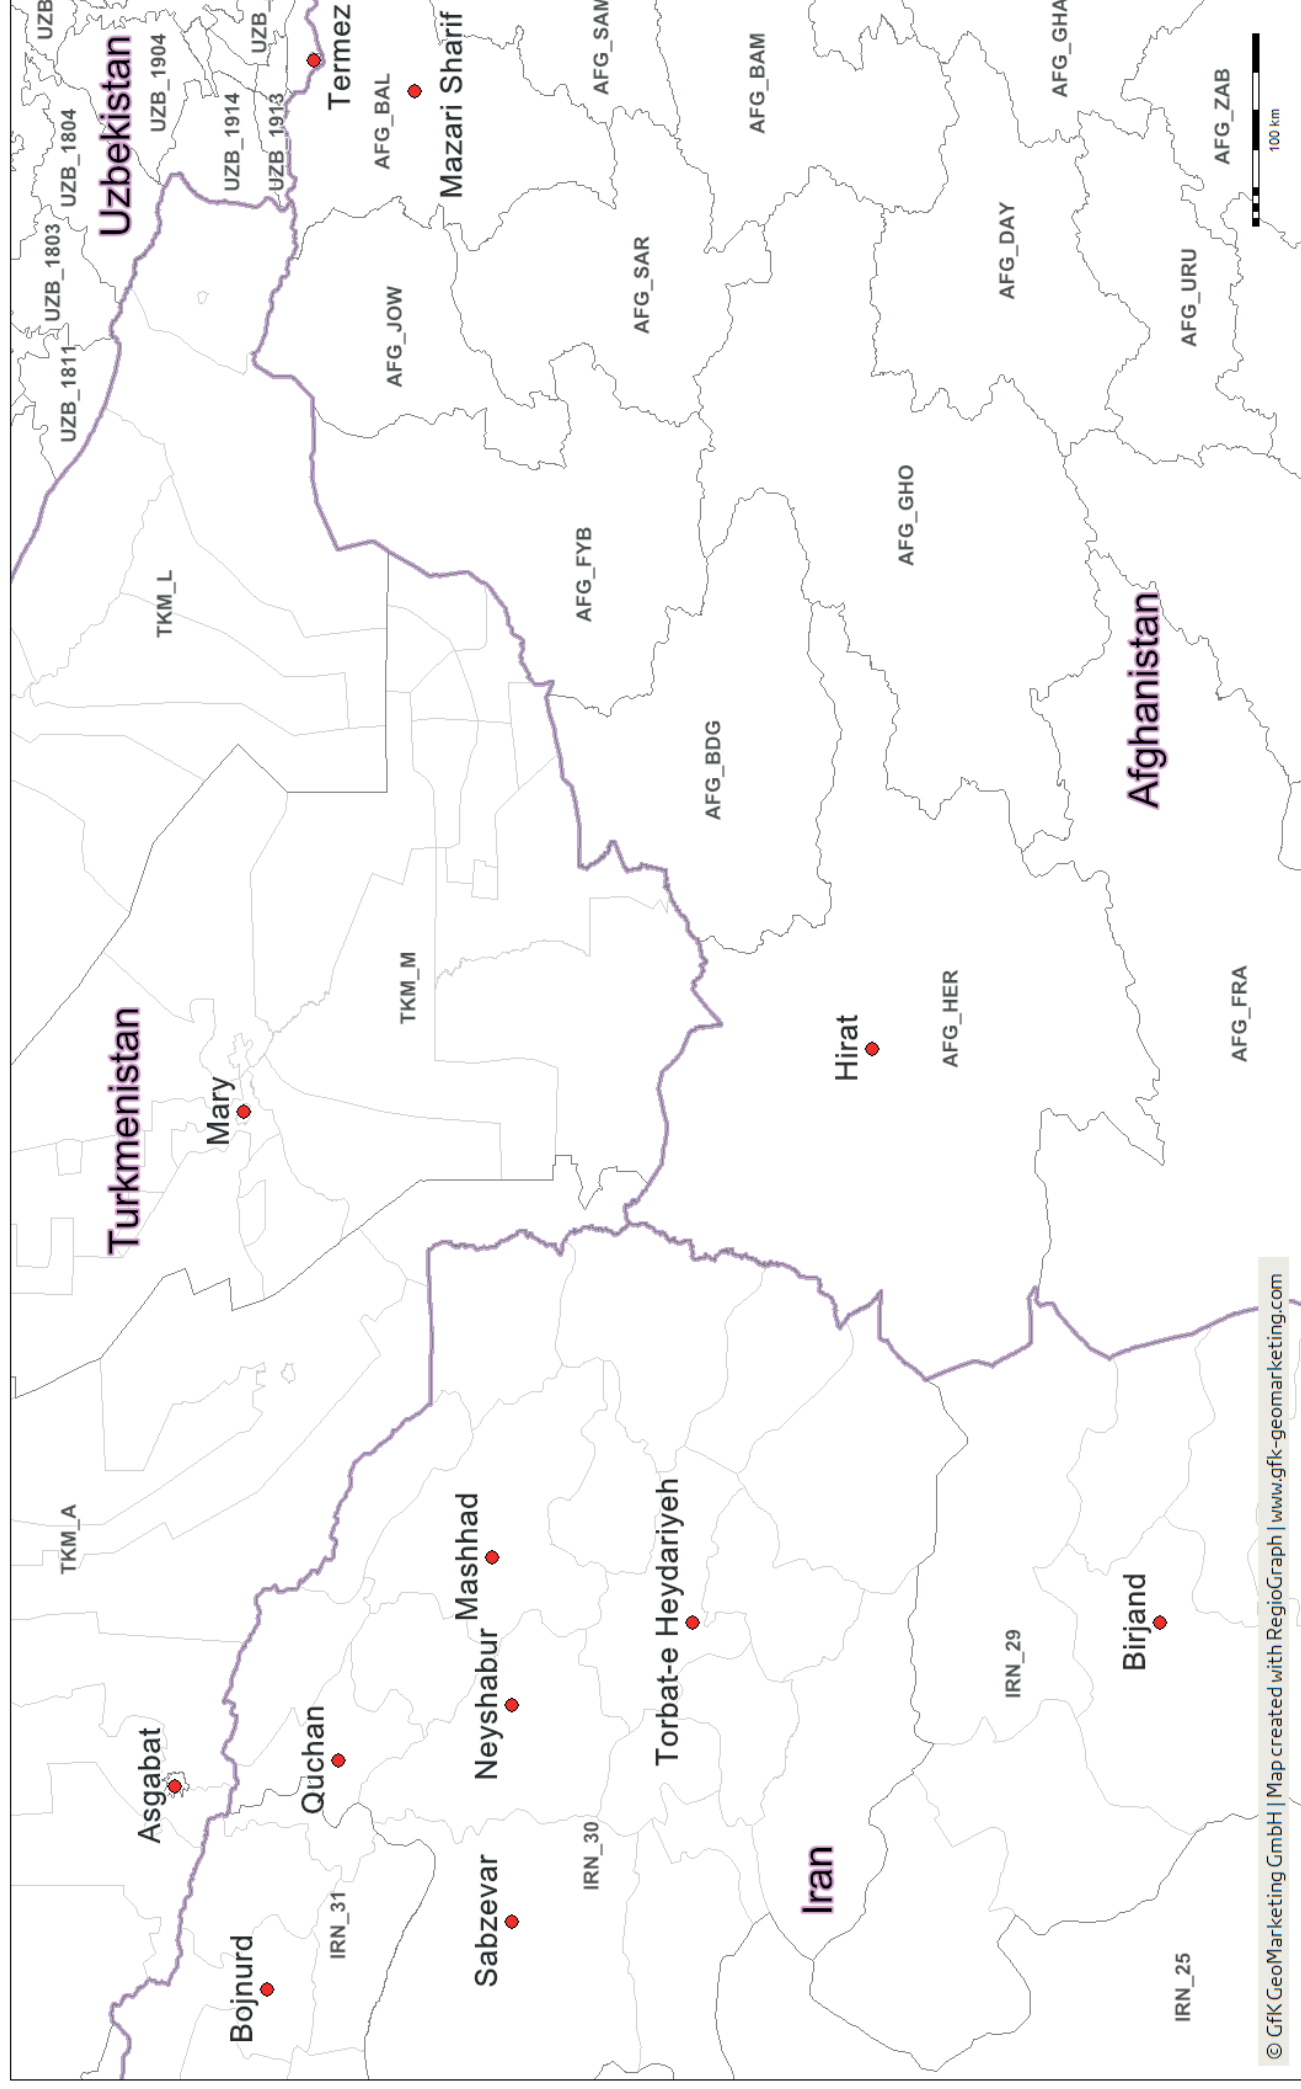 UZB
UZB_
UZB_1904
UZB_1804
UZB_1914
UZB_1913
Uzbekistan
UZB_1803
UZB_1811
Termez
AFG_BAL
Mazari Sharif
AFG_SAM
AFG_BAM
AFG_GHA
AFG_ZAB
100 km
AFG_JOW
AFG_SAR
AFG_DAY
AFG_URU
TKM_L
AFG_FYB
AFG_GHO
Afghanistan
AFG_BDG
Turkmenistan
TKM_M
Mary
Hirat
AFG_HER
AFG_FRA
TKM_A
Asgabat
Quchan
Mashhad
Neyshabur
Torbat-e Heydariyeh
IRN_29
Birjand
Bojnurd
IRN_31
Sabzevar
IRN_30
Iran
IRN_25
© GfK GeoMarketing GmbH | Map created with RegioGraph | www.gfk-geomarketing.com